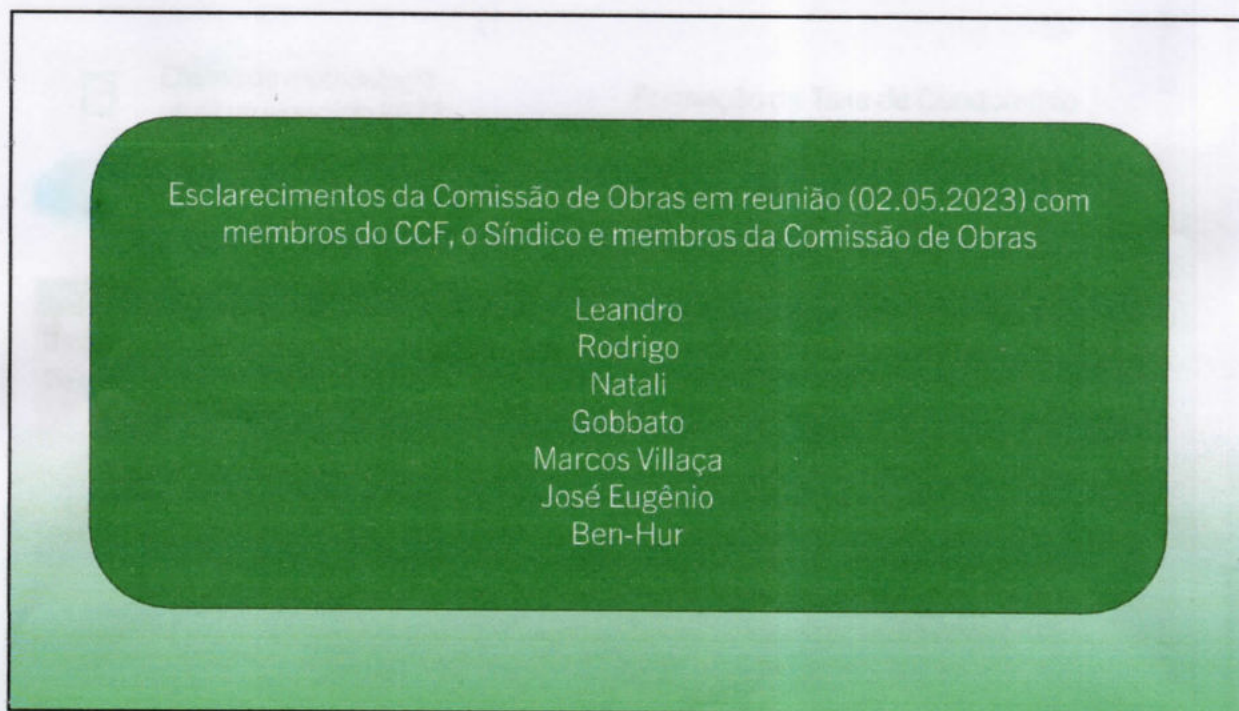 Esclarecimentos da Comissão de Obras em reunião (02.05.2023) com
membros do CCF, o Síndico e membros da Comissão de Obras
Leandro
Rodrigo
Natali
Gobbato
Marcos Villaça
José Eugênio
Ben-Hur